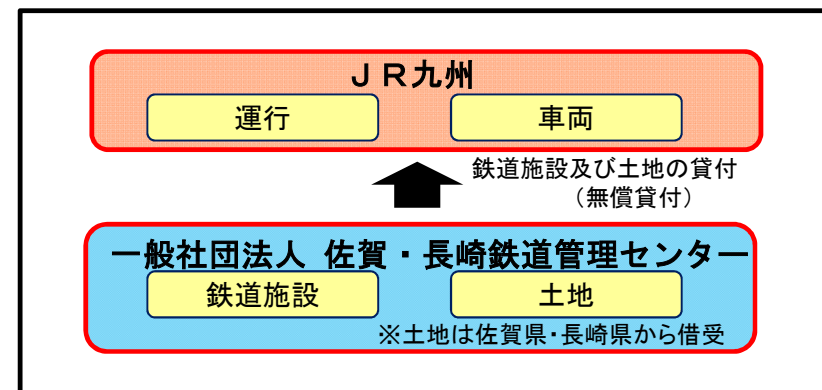 ＪＲ九州
運行 車両
鉄道施設及び土地の貸付
（無償貸付）
一般社団法人 佐賀・長崎鉄道管理センター
鉄道施設 土地
※土地は佐賀県・長崎県から借受